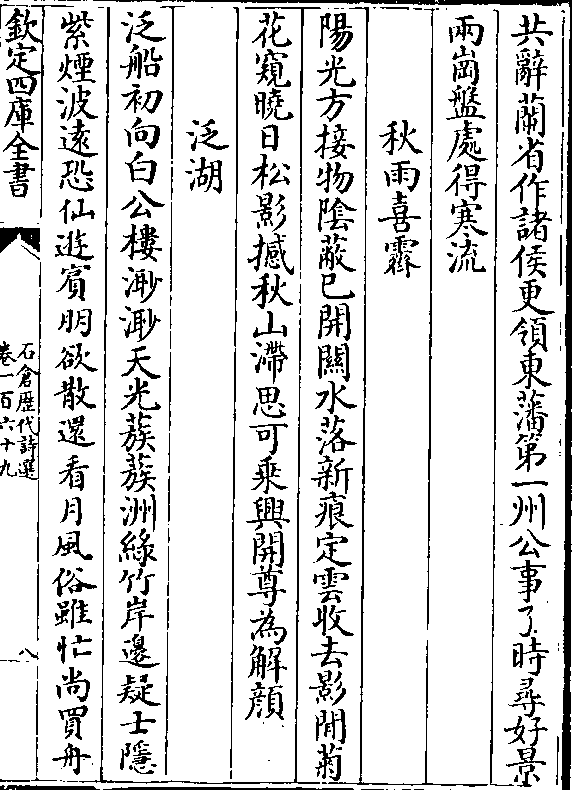 共辭蘭省作諸侯更領東藩第一州公事了時尋好景
兩崗盤處得寒流
秋雨喜霽
陽光方接物陰蔽已開關水落新痕定雲收去影閒菊
花窺曉日松影撼秋山滯思可乘興開尊為解顔
泛湖
泛船初向白公樓渺渺天光蔟蔟洲綠竹岸邊疑士隱
紫煙波遠恐仙遊賓朋欲散還看月風俗雖忙尚買舟
欽定四庫全書
石倉歷代詩選
卷一百六十九
八